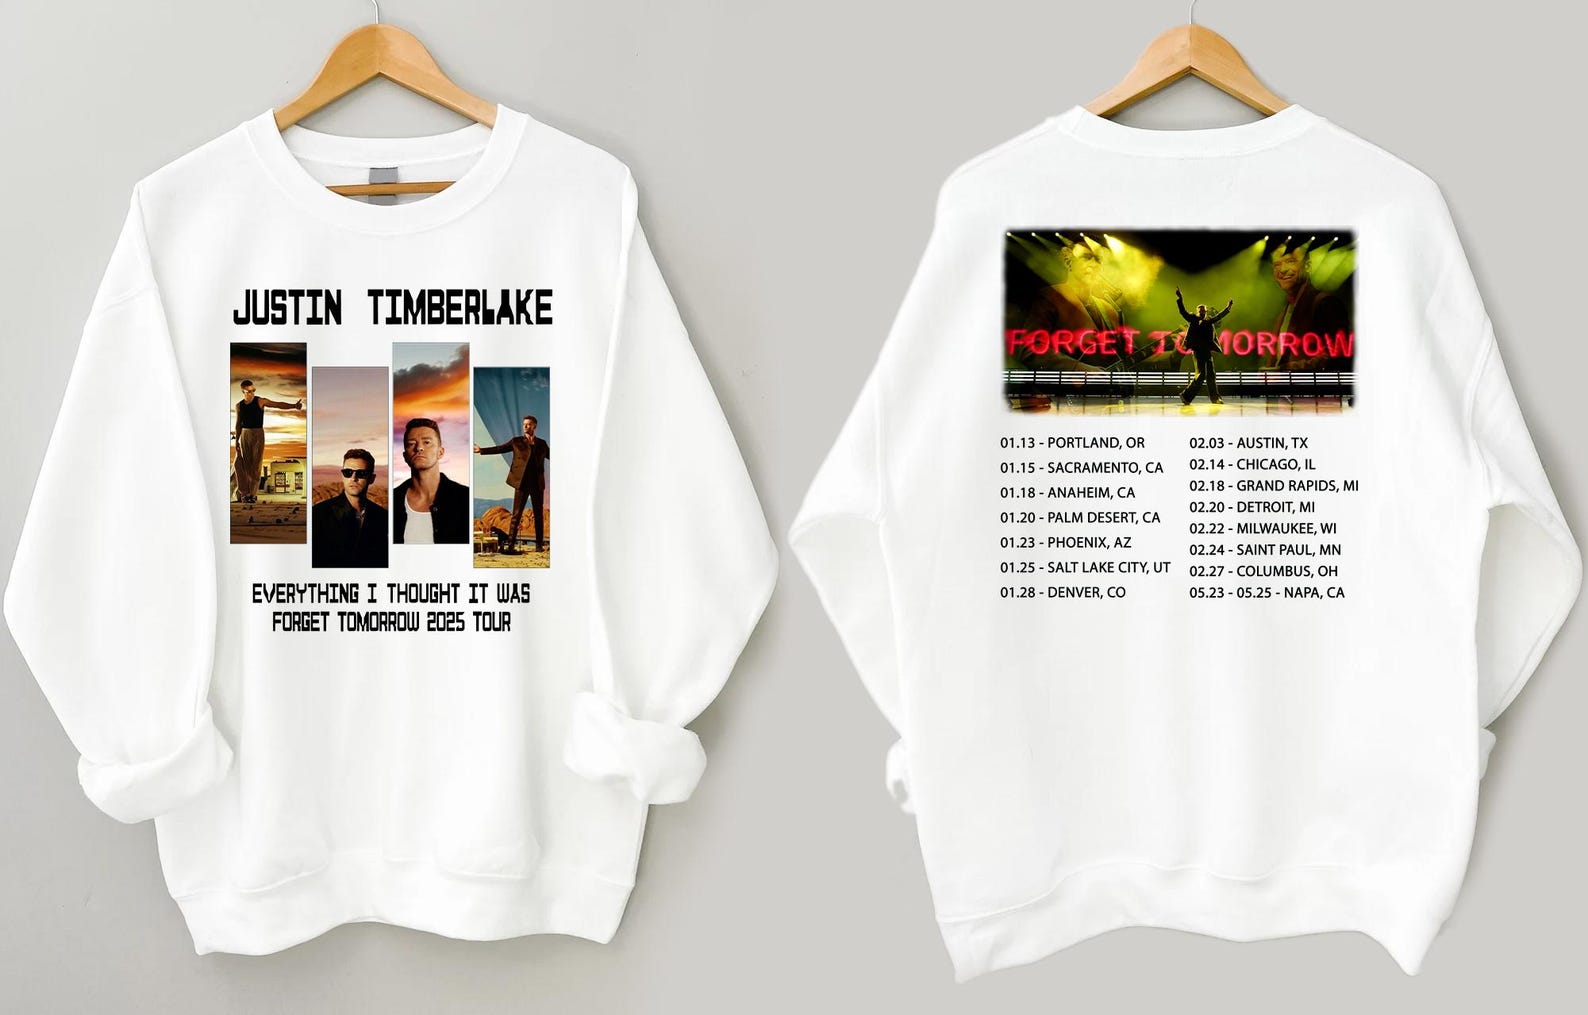 JUSTIN TIMBERLAKE
EVERYTHING I THOUGHT IT WAS
FORGET TOMORROW 2025 TOUR
FORGET TOMORROW
01.13 - PORTLAND, OR
01.15 - SACRAMENTO, CA
01.18 - ANAHEIM, CA
01.20 - PALM DESERT, CA
01.23 - PHOENIX, AZ
01.25 - SALT LAKE CITY, UT
01.28 - DENVER, CO
02.03 - AUSTIN, TX
02.14 - CHICAGO, IL
02.18 - GRAND RAPIDS, MI
02.20 - DETROIT, MI
02.22 - MILWAUKEE, WI
02.24 - SAINT PAUL, MN
02.27 - COLUMBUS, OH
05.23 - 05.25 - NAPA, CA